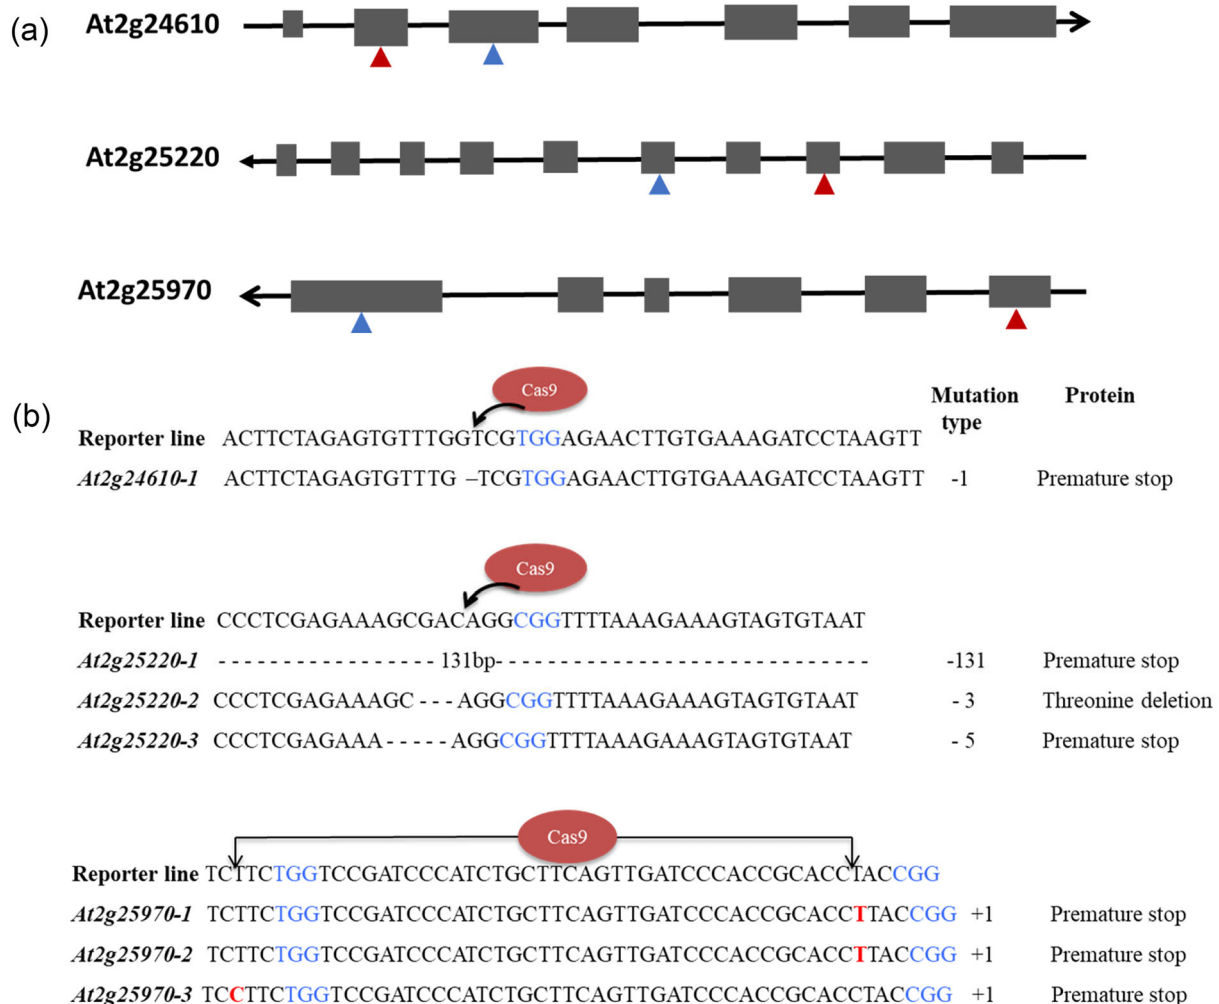 (a) At2g24610
At2g25220
At2g25970
(b) Cas9 Mutation type Protein
Reporter line ACTTCTAGAGTGTTTGGTCGTGGAGAACTTGTGAAAGATCCTAAGTT
At2g24610-1 ACTTCTAGAGTGTTTG –TCGTGGAGAACTTGTGAAAGATCCTAAGTT -1 Premature stop
Cas9
Reporter line CCCTCGAGAAAGCGACAGGCGGTTTTAAAGAAAGTAGTGTAAT
At2g25220-1 - - - - - - - - - - - - - - - - - 131bp- - - - - - - - - - - - - - - - - - - - - - - - - - - - - -131 Premature stop
At2g25220-2 CCCTCGAGAAAGC - - - AGGCGGTTTTAAAGAAAGTAGTGTAAT - 3 Threonine deletion
At2g25220-3 CCCTCGAGAAA - - - - - AGGCGGTTTTAAAGAAAGTAGTGTAAT - 5 Premature stop
Cas9
Reporter line TCTTCTGGTCCGATCCCATCTGCTTCAGTTGATCCCACCGCACCTACCGG
At2g25970-1 TCTTCTGGTCCGATCCCATCTGCTTCAGTTGATCCCACCGCACCTTACCGG +1 Premature stop
At2g25970-2 TCTTCTGGTCCGATCCCATCTGCTTCAGTTGATCCCACCGCACCTTACCGG +1 Premature stop
At2g25970-3 TCCTTCTGGTCCGATCCCATCTGCTTCAGTTGATCCCACCGCACCTACCGG +1 Premature stop